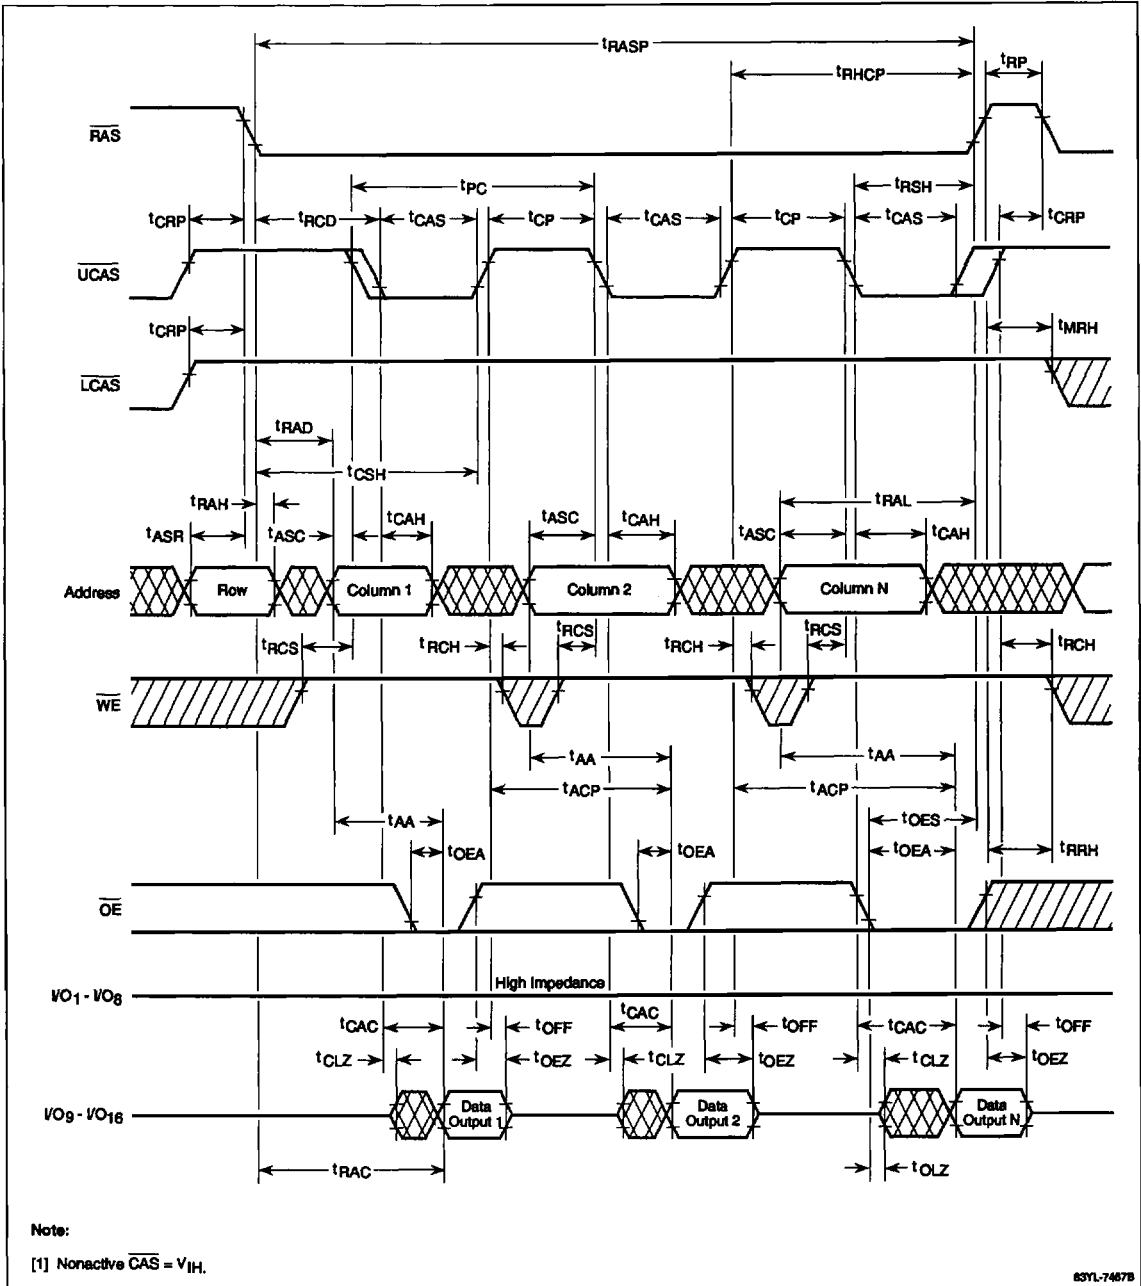 tRASP
tRHCP tRP
RAS
tPC tRSH
tCRP tRCD tCAS tCP tCAS tCP tCAS tCRP
UCAS
tCRP tMRH
LCAS
tRAD
tCSH
tRAH tRAL
tASR tASC tCAH tASC tCAH tASC tCAH
Address Row Column 1 Column 2 Column N
tRCS tRCH tRCS tRCH tRCS tRCH
WE
tAA tAA
tACP tACP
tAA tOES
tOEA tOEA tOEA tRRH
OE
High Impedance
I/O1 - I/O8
tCAC tOFF tCAC tOFF tCAC tOFF
tCLZ tOEZ tCLZ tOEZ tCLZ tOEZ
I/O9 - I/O16 Data Output 1 Data Output 2 Data Output N
tRAC tOLZ
Note:
[1] Nonactive CAS = VIH.
83YL-7467B